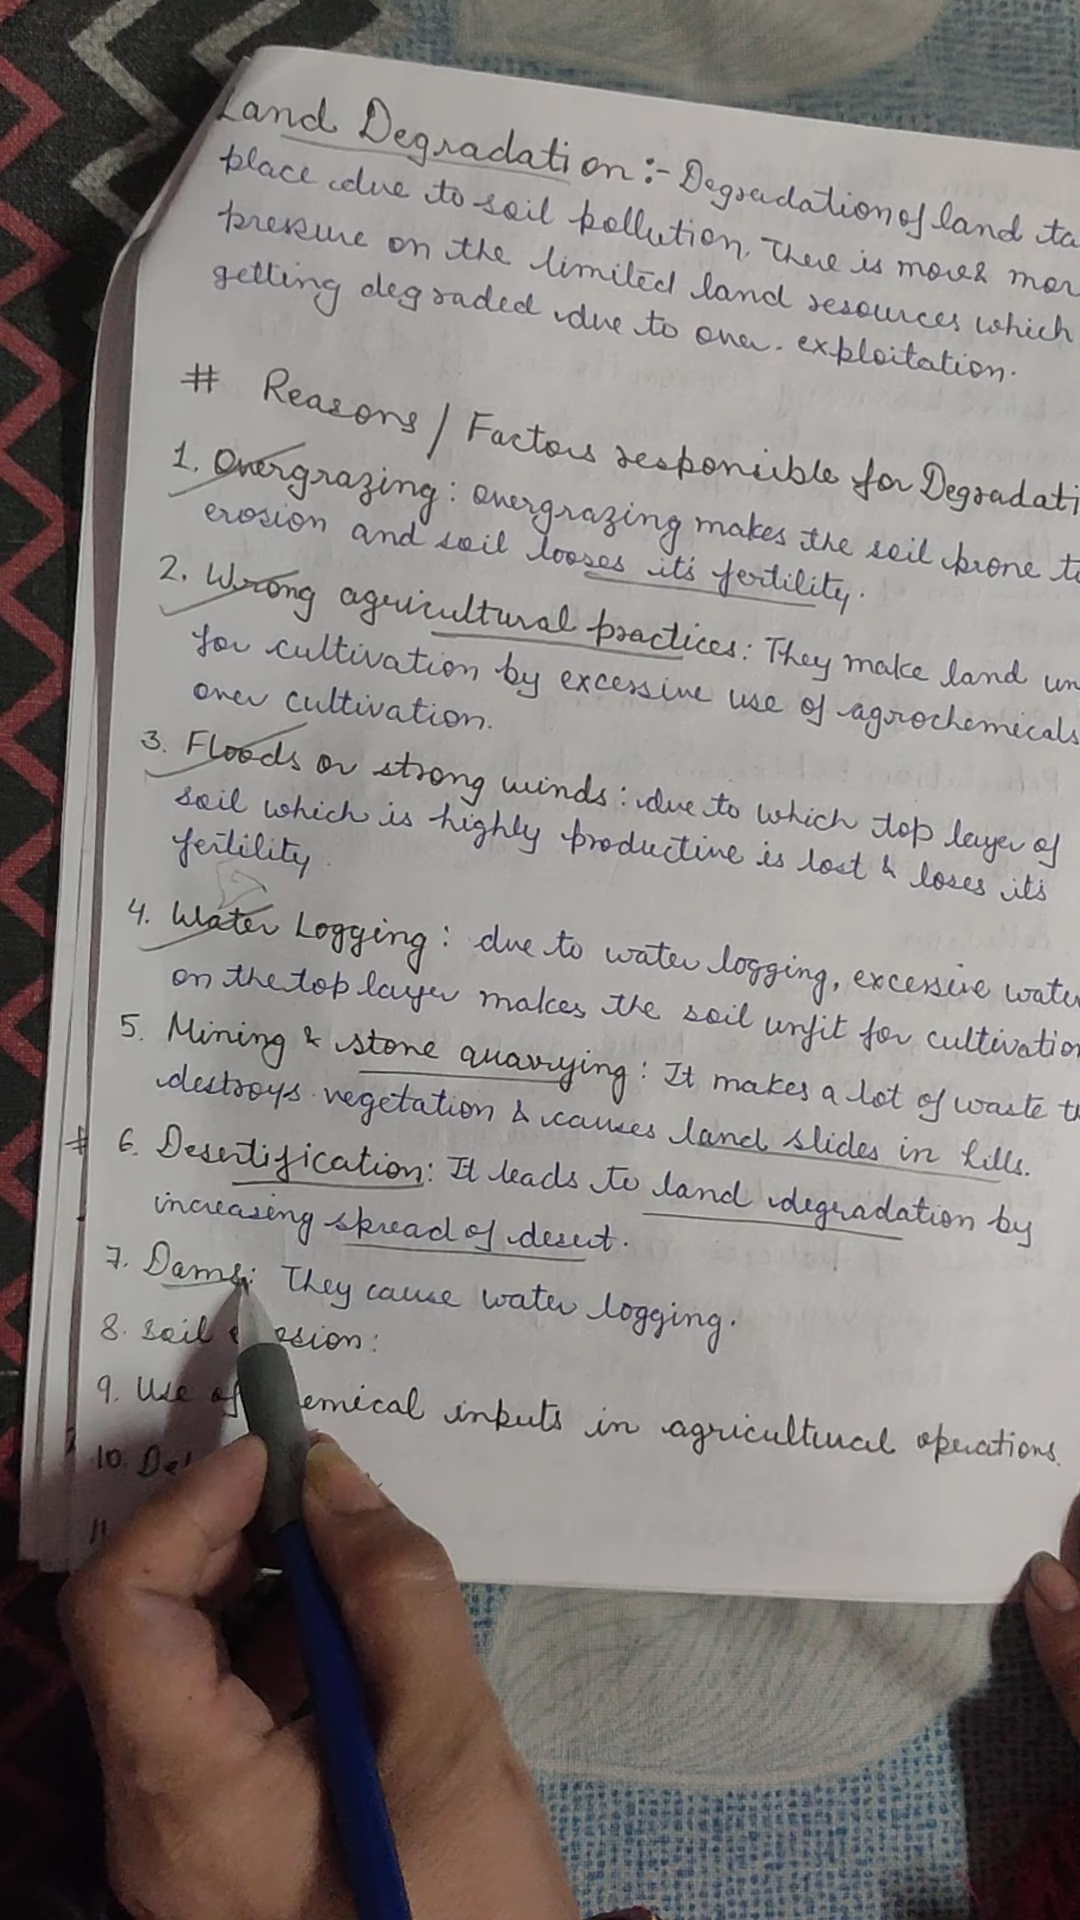 Land Degradation :- Degradation of land ta
place due to soil pollution. There is more & mor
pressure on the limited land resources which
getting degraded due to over. exploitation.
# Reasons / Factors responsible for Degradati
1. Overgrazing : overgrazing makes the soil prone to
erosion and soil looses its fertility.
2. Wrong agricultural practices : They make land un
for cultivation by excessive use of agrochemicals
over cultivation.
3. Floods or strong winds : due to which top layer of
soil which is highly productive is lost & loses its
fertility
4. Water Logging : due to water logging, excessive water
on the top layer makes the soil unfit for cultivation
5. Mining & stone quarrying : It makes a lot of waste th
destroys vegetation & causes land slides in hills.
# 6. Desertification : It leads to land degradation by
increasing spread of desert.
7. Dams : They cause water logging.
8. Soil osion :
9. Use of emical inputs in agricultural operations.
10. De
11.